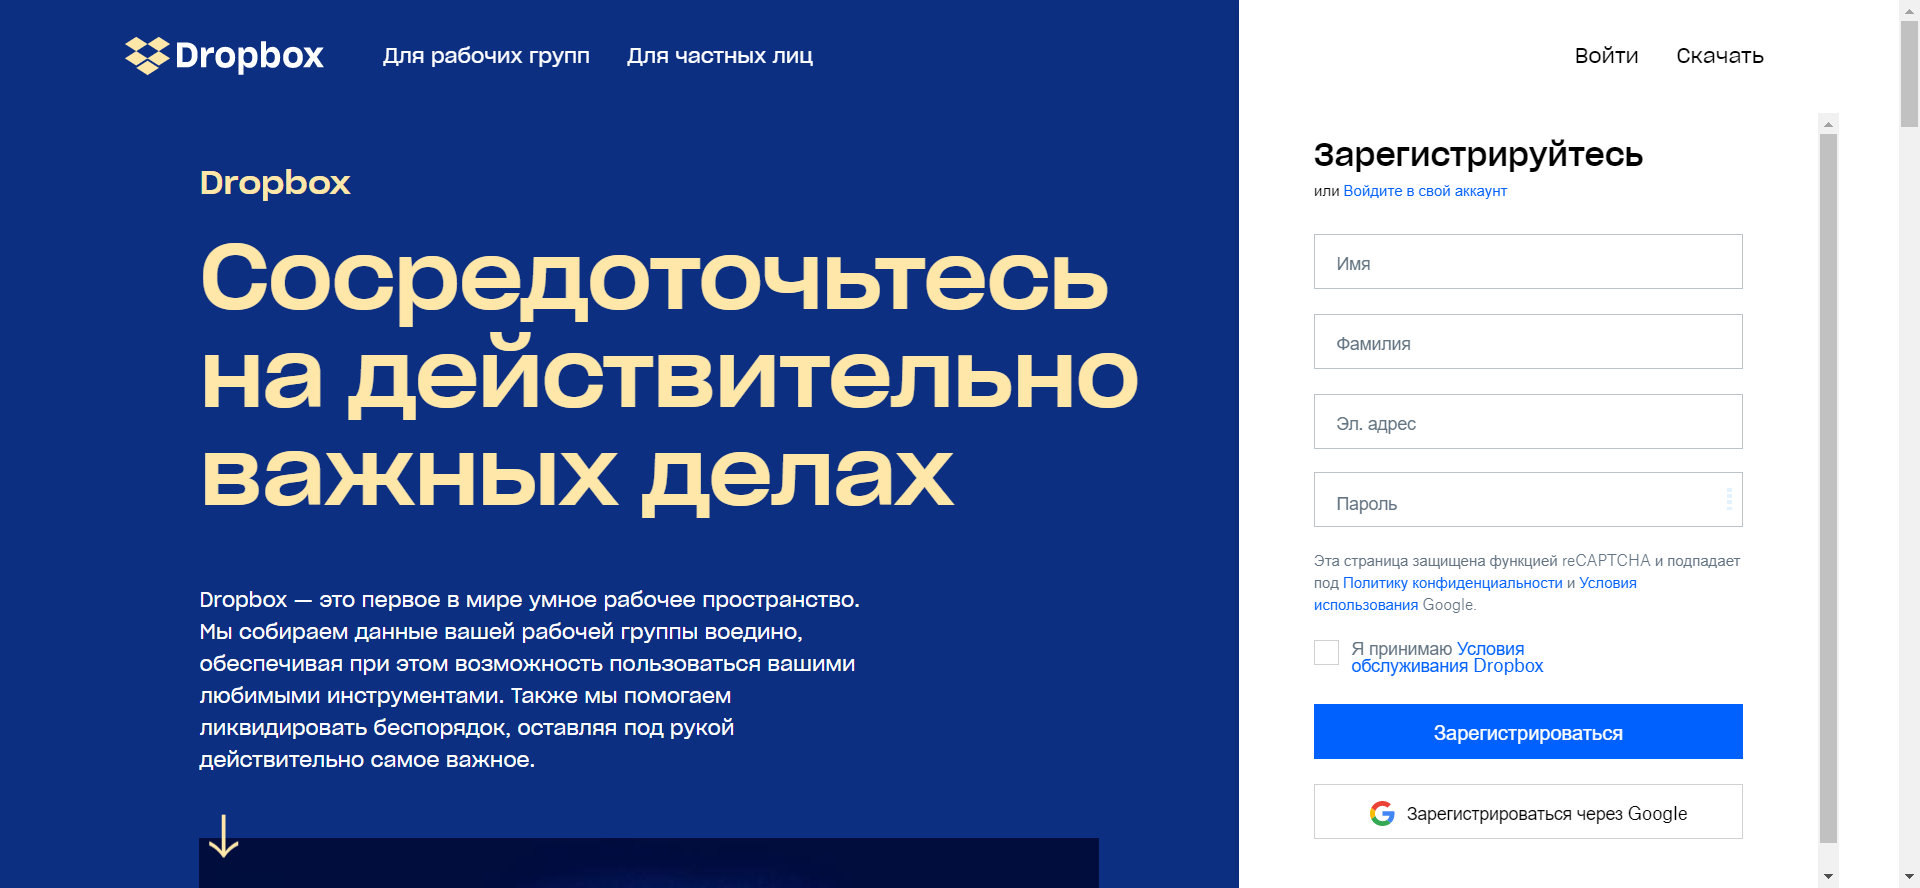 Dropbox
Для рабочих групп
Для частных лиц
Войти
Скачать
Dropbox
Сосредоточьтесь
на действительно
важных делах
Dropbox — это первое в мире умное рабочее пространство.
Мы собираем данные вашей рабочей группы воедино,
обеспечивая при этом возможность пользоваться вашими
любимыми инструментами. Также мы помогаем
ликвидировать беспорядок, оставляя под рукой
действительно самое важное.
Зарегистрируйтесь
или Войдите в свой аккаунт
Имя
Фамилия
Эл. адрес
Пароль
Эта страница защищена функцией reCAPTCHA и подпадает
под Политику конфиденциальности и Условия
использования Google.
Я принимаю Условия
обслуживания Dropbox
Зарегистрироваться
Зарегистрироваться через Google